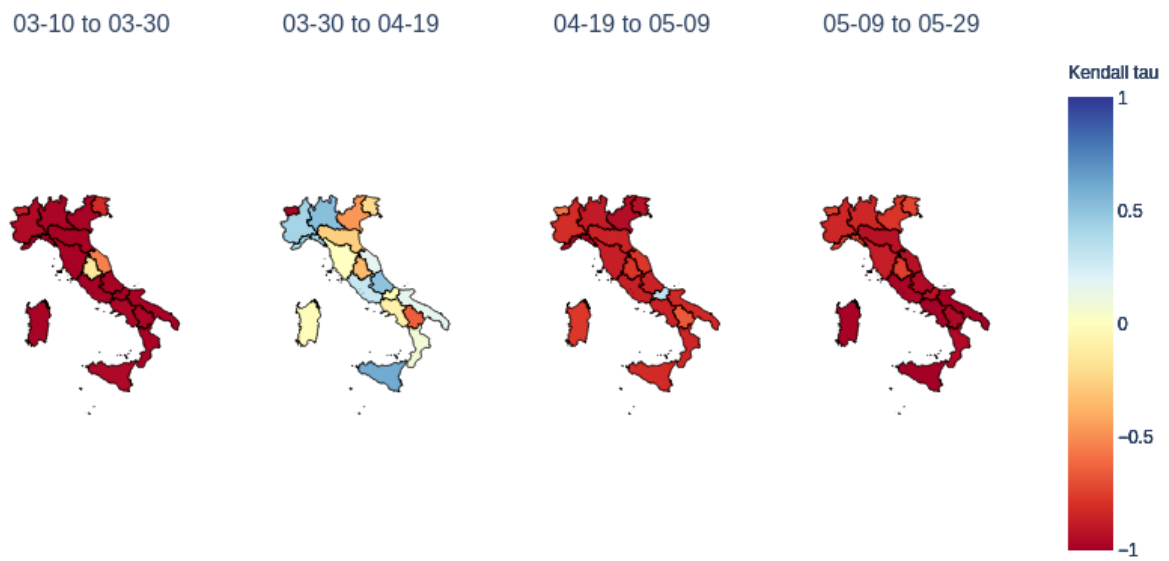 03-10 to 03-30
03-30 to 04-19
04-19 to 05-09
05-09 to 05-29
Kendall tau
1
0.5
0
−0.5
−1